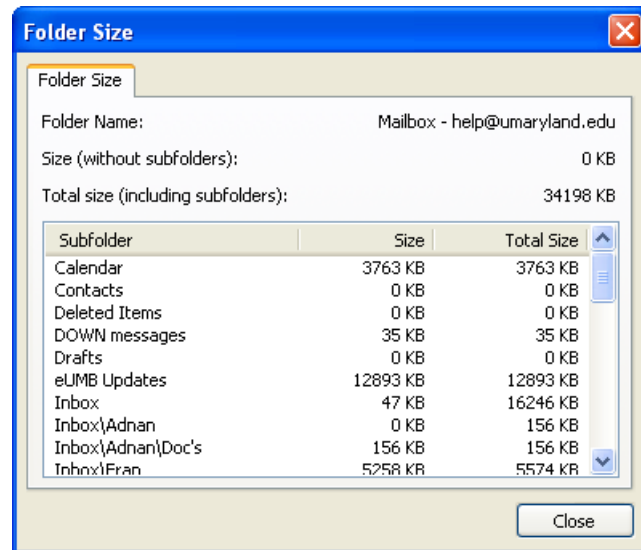 Folder Size
Folder Size
Folder Name: Mailbox - help@umaryland.edu
Size (without subfolders): 0 KB
Total size (including subfolders): 34198 KB
Subfolder Size Total Size
Calendar 3763 KB 3763 KB
Contacts 0 KB 0 KB
Deleted Items 0 KB 0 KB
DOWN messages 35 KB 35 KB
Drafts 0 KB 0 KB
eUMB Updates 12893 KB 12893 KB
Inbox 47 KB 16246 KB
Inbox\Adnan 0 KB 156 KB
Inbox\Adnan\Doc's 156 KB 156 KB
Inbox\Fran 5258 KB 5574 KB
Close